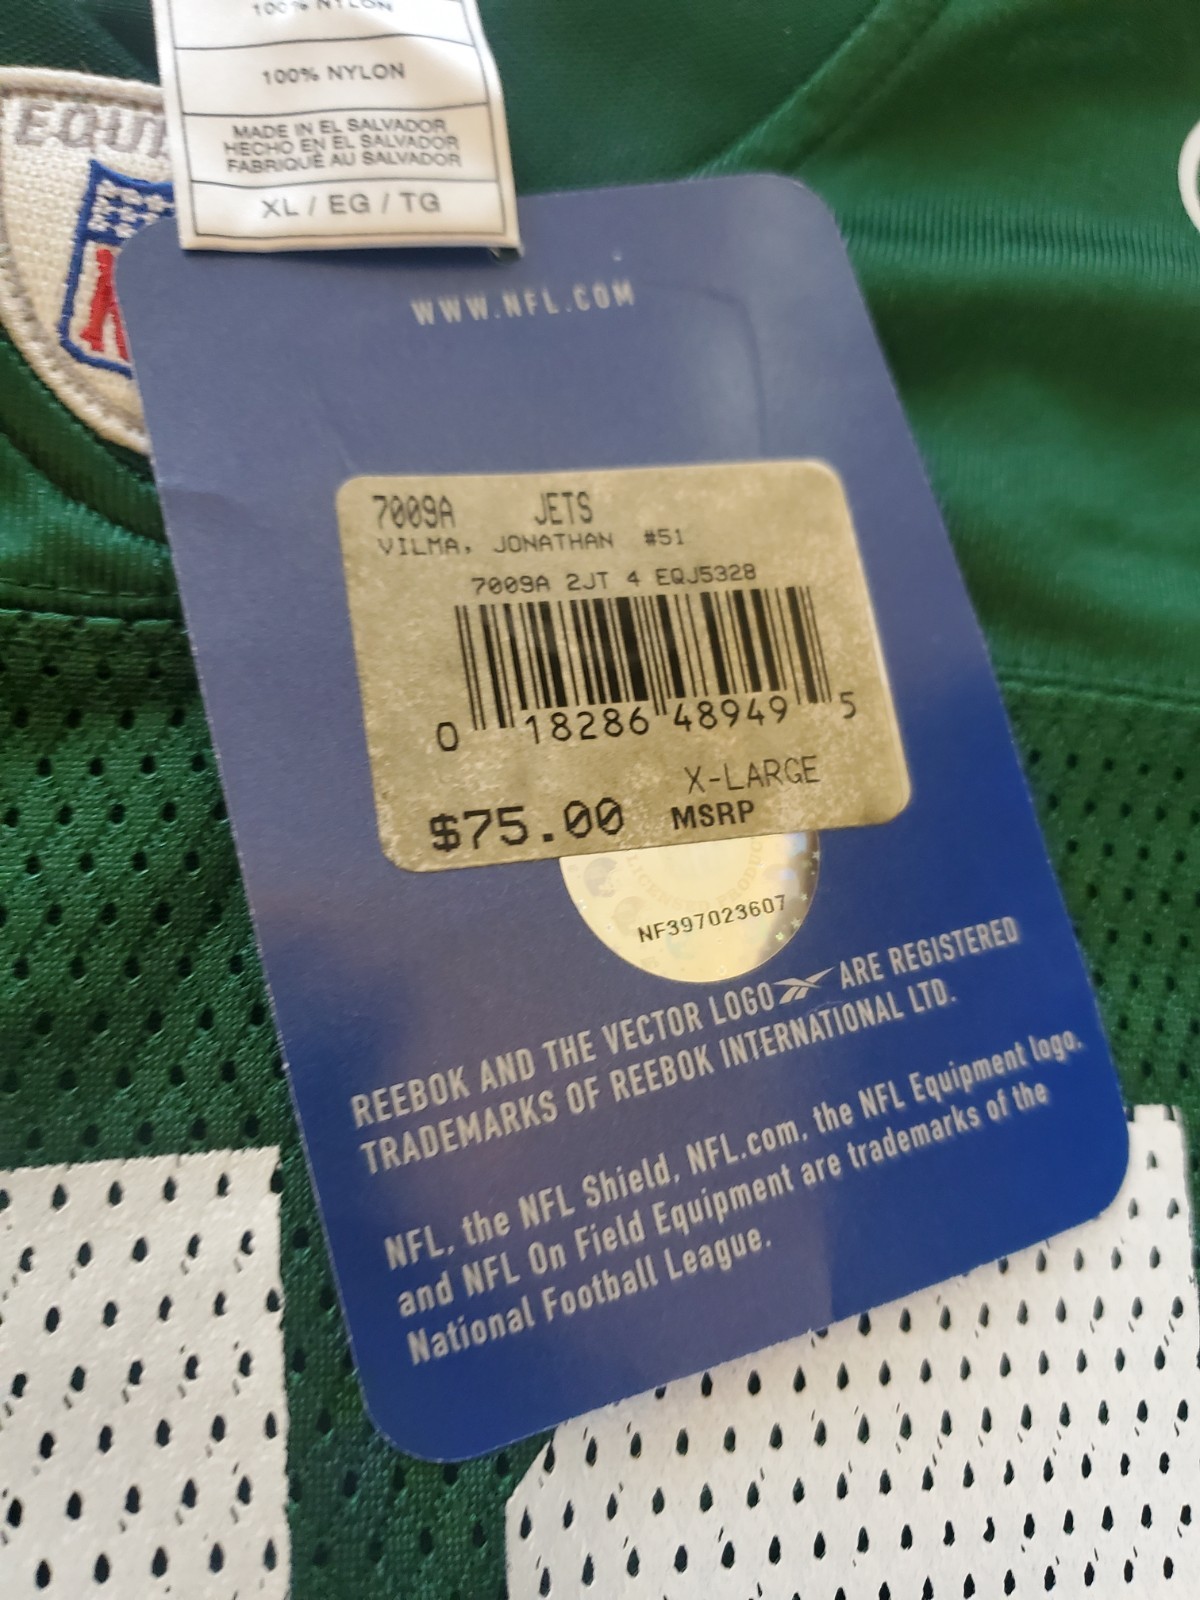 100% NYLON
100% NYLON
MADE IN EL SALVADOR
HECHO EN EL SALVADOR
FABRIQUÉ AU SALVADOR
XL / EG / TG
EQUI
WWW.NFL.COM
7009A JETS
VILMA, JONATHAN #51
7009A 2JT 4 EQJ5328
0 18286 48949 5
X-LARGE
$75.00 MSRP
NF397023607
REEBOK AND THE VECTOR LOGO ARE REGISTERED
TRADEMARKS OF REEBOK INTERNATIONAL LTD.
NFL, the NFL Shield, NFL.com, the NFL Equipment logo,
and NFL On Field Equipment are trademarks of the
National Football League.